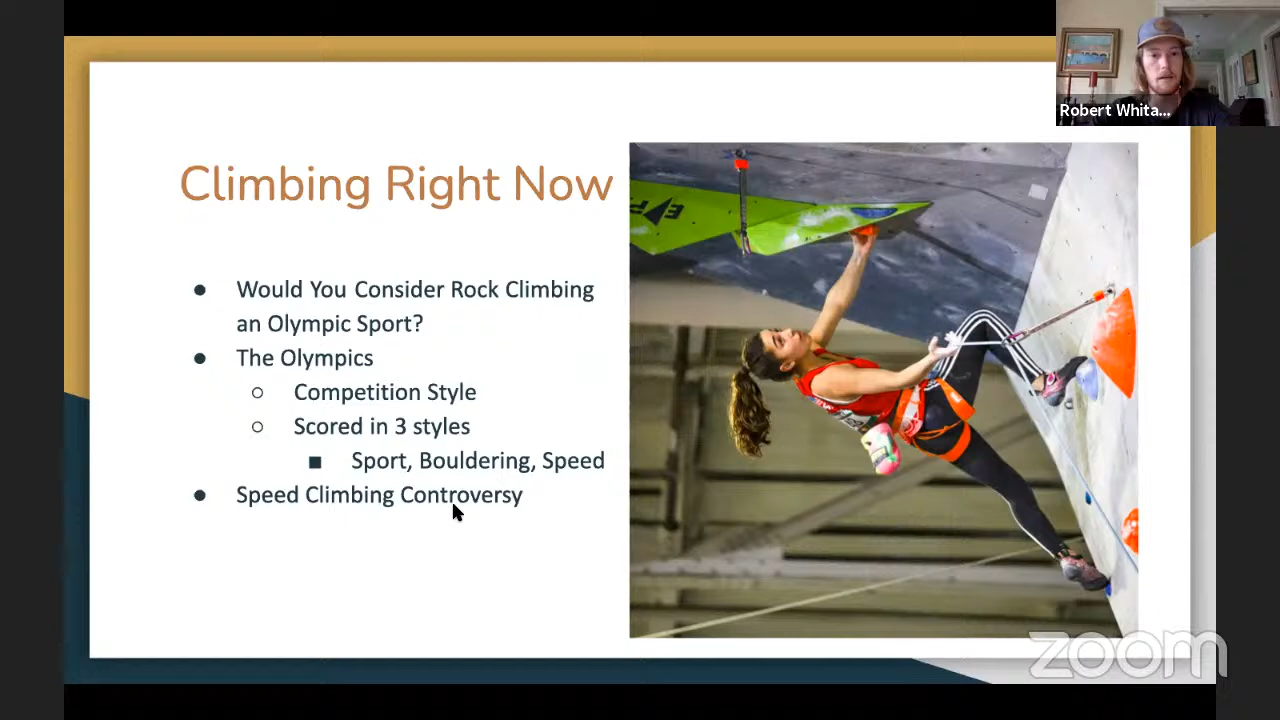 Robert Whita...
Climbing Right Now
● Would You Consider Rock Climbing
an Olympic Sport?
● The Olympics
○ Competition Style
○ Scored in 3 styles
■ Sport, Bouldering, Speed
● Speed Climbing Controversy
zoom